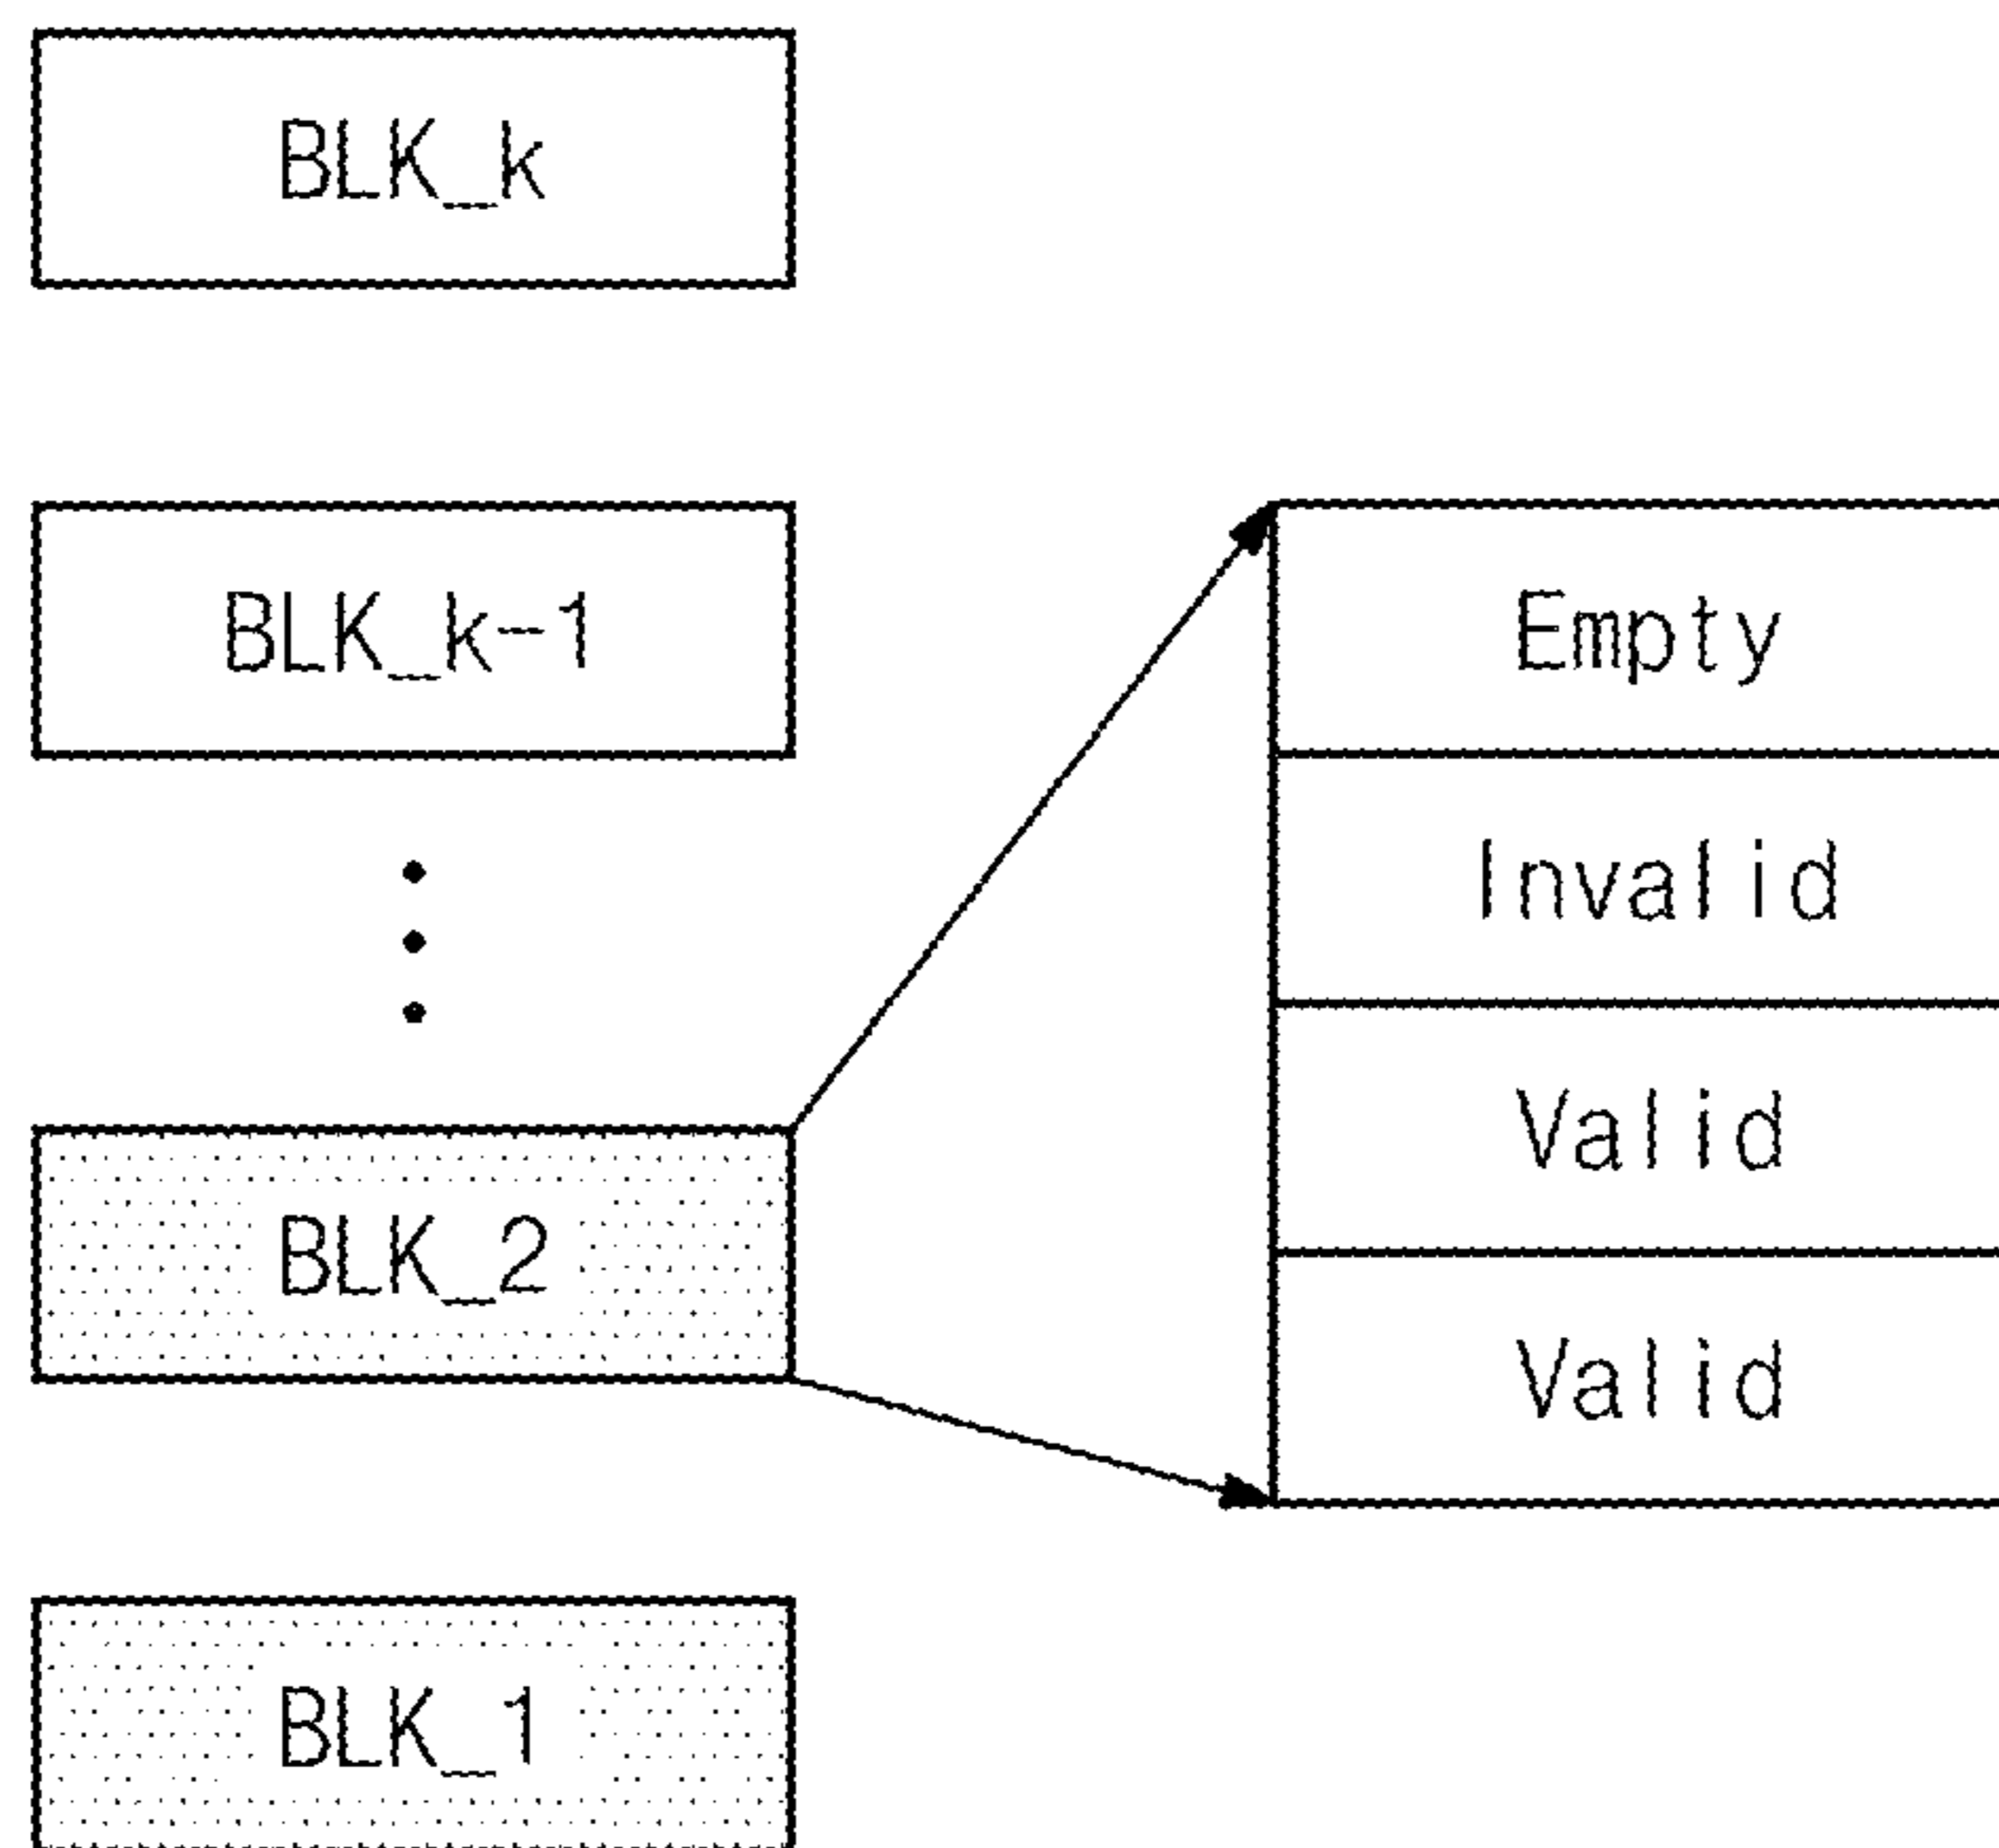 BLK_k
BLK_k-1
Empty
Invalid
Valid
BLK_2
Valid
BLK_1